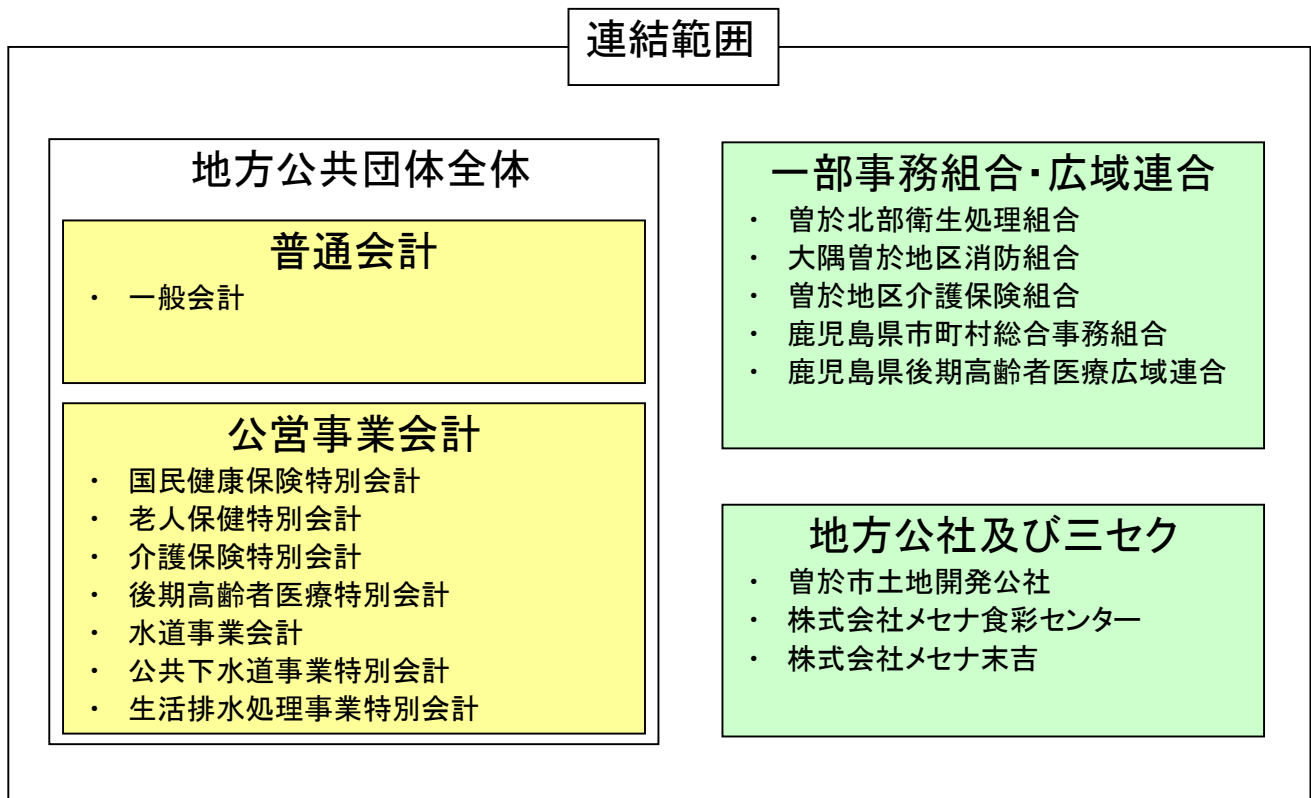 連結範囲
地方公共団体全体
普通会計
・ 一般会計
公営事業会計
・ 国民健康保険特別会計
・ 老人保健特別会計
・ 介護保険特別会計
・ 後期高齢者医療特別会計
・ 水道事業会計
・ 公共下水道事業特別会計
・ 生活排水処理事業特別会計
一部事務組合・広域連合
・ 曽於北部衛生処理組合
・ 大隅曽於地区消防組合
・ 曽於地区介護保険組合
・ 鹿児島県市町村総合事務組合
・ 鹿児島県後期高齢者医療広域連合
地方公社及び三セク
・ 曽於市土地開発公社
・ 株式会社メセナ食彩センター
・ 株式会社メセナ末吉